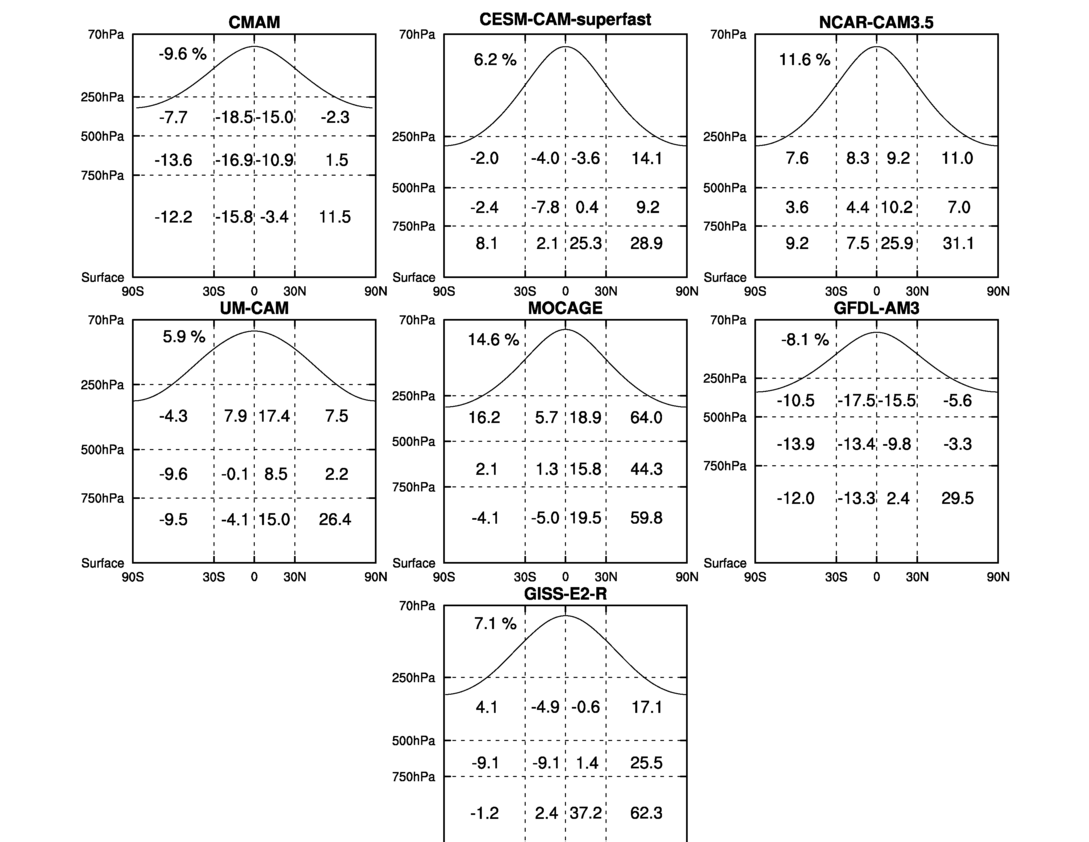 CMAM CESM-CAM-superfast NCAR-CAM3.5
70hPa 70hPa 70hPa
-9.6 % 6.2 % 11.6 %
250hPa
-7.7 -18.5 -15.0 -2.3
500hPa 250hPa 250hPa
-13.6 -16.9 -10.9 1.5 -2.0 -4.0 -3.6 14.1 7.6 8.3 9.2 11.0
750hPa 500hPa 500hPa
-12.2 -15.8 -3.4 11.5 -2.4 -7.8 0.4 9.2 3.6 4.4 10.2 7.0
750hPa 750hPa
8.1 2.1 25.3 28.9 9.2 7.5 25.9 31.1
Surface Surface Surface
90S 30S 0 30N 90N 90S 30S 0 30N 90N 90S 30S 0 30N 90N
UM-CAM MOCAGE GFDL-AM3
70hPa 70hPa 70hPa
5.9 % 14.6 % -8.1 %
250hPa 250hPa 250hPa
-4.3 7.9 17.4 7.5 16.2 5.7 18.9 64.0 -10.5 -17.5 -15.5 -5.6
500hPa 500hPa 500hPa
-9.6 -0.1 8.5 2.2 2.1 1.3 15.8 44.3 -13.9 -13.4 -9.8 -3.3
750hPa 750hPa 750hPa
-9.5 -4.1 15.0 26.4 -4.1 -5.0 19.5 59.8 -12.0 -13.3 2.4 29.5
Surface Surface Surface
90S 30S 0 30N 90N 90S 30S 0 30N 90N 90S 30S 0 30N 90N
GISS-E2-R
70hPa
7.1 %
250hPa
4.1 -4.9 -0.6 17.1
500hPa
-9.1 -9.1 1.4 25.5
750hPa
-1.2 2.4 37.2 62.3